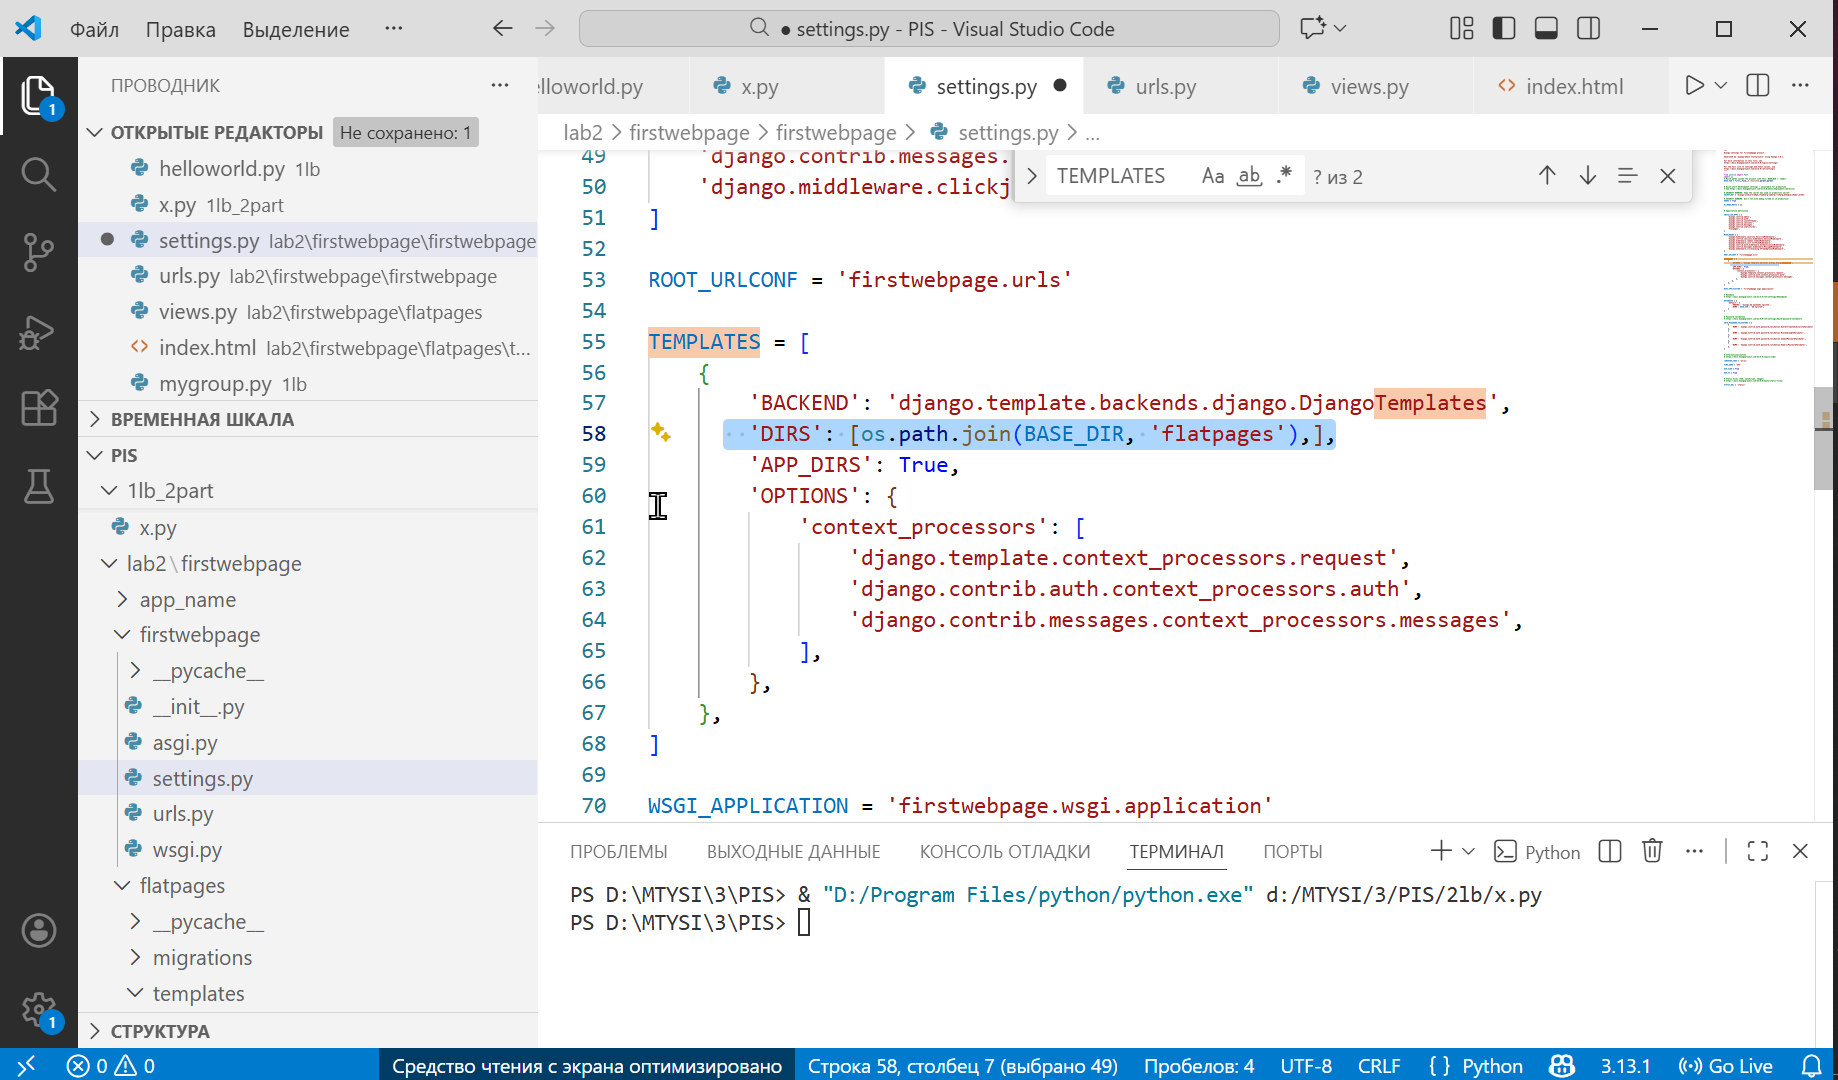 Файл Правка Выделение ···
● settings.py - PIS - Visual Studio Code
ПРОВОДНИК ···
ОТКРЫТЫЕ РЕДАКТОРЫ Не сохранено: 1
helloworld.py 1lb
x.py 1lb_2part
settings.py lab2\firstwebpage\firstwebpage
urls.py lab2\firstwebpage\firstwebpage
views.py lab2\firstwebpage\flatpages
index.html lab2\firstwebpage\flatpages\t...
mygroup.py 1lb
ВРЕМЕННАЯ ШКАЛА
PIS
1lb_2part
x.py
lab2\firstwebpage
app_name
firstwebpage
__pycache__
__init__.py
asgi.py
settings.py
urls.py
wsgi.py
flatpages
__pycache__
migrations
templates
СТРУКТУРА
1
1
elloworld.py x.py settings.py urls.py views.py index.html
lab2 > firstwebpage > firstwebpage > settings.py > ...
TEMPLATES Aa ab .* ? из 2
49 'django.contrib.messages.
50 'django.middleware.clickj
51 ]
52
53 ROOT_URLCONF = 'firstwebpage.urls'
54
55 TEMPLATES = [
56 {
57 'BACKEND': 'django.template.backends.django.DjangoTemplates',
58 'DIRS': [os.path.join(BASE_DIR, 'flatpages'),],
59 'APP_DIRS': True,
60 'OPTIONS': {
61 'context_processors': [
62 'django.template.context_processors.request',
63 'django.contrib.auth.context_processors.auth',
64 'django.contrib.messages.context_processors.messages',
65 ],
66 },
67 },
68 ]
69
70 WSGI_APPLICATION = 'firstwebpage.wsgi.application'
ПРОБЛЕМЫ ВЫХОДНЫЕ ДАННЫЕ КОНСОЛЬ ОТЛАДКИ ТЕРМИНАЛ ПОРТЫ Python
PS D:\MTYSI\3\PIS> & "D:/Program Files/python/python.exe" d:/MTYSI/3/PIS/2lb/x.py
PS D:\MTYSI\3\PIS>
0 0 Средство чтения с экрана оптимизировано Строка 58, столбец 7 (выбрано 49) Пробелов: 4 UTF-8 CRLF { } Python 3.13.1 Go Live